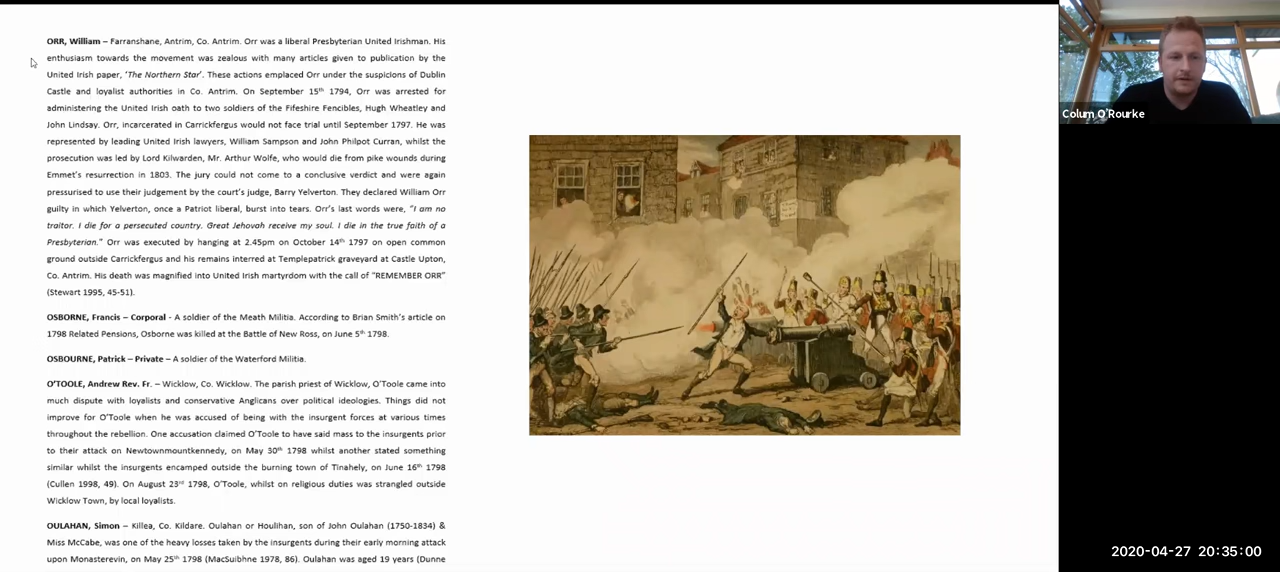 ORR, William – Farranshane, Antrim, Co. Antrim. Orr was a liberal Presbyterian United Irishman. His
enthusiasm towards the movement was zealous with many articles given to publication by the
United Irish paper, ‘The Northern Star’. These actions emplaced Orr under the suspicions of Dublin
Castle and loyalist authorities in Co. Antrim. On September 15th 1794, Orr was arrested for
administering the United Irish oath to two soldiers of the Fifeshire Fencibles, Hugh Wheatley and
John Lindsay. Orr, incarcerated in Carrickfergus would not face trial until September 1797. He was
represented by leading United Irish lawyers, William Sampson and John Philpot Curran, whilst the
prosecution was led by Lord Kilwarden, Mr. Arthur Wolfe, who would die from pike wounds during
Emmet’s resurrection in 1803. The jury could not come to a conclusive verdict and were again
pressurised to use their judgement by the court’s judge, Barry Yelverton. They declared William Orr
guilty in which Yelverton, once a Patriot liberal, burst into tears. Orr’s last words were, “I am no
traitor. I die for a persecuted country. Great Jehovah receive my soul. I die in the true faith of a
Presbyterian.” Orr was executed by hanging at 2.45pm on October 14th 1797 on open common
ground outside Carrickfergus and his remains interred at Templepatrick graveyard at Castle Upton,
Co. Antrim. His death was magnified into United Irish martyrdom with the call of “REMEMBER ORR”
(Stewart 1995, 45-51).
OSBORNE, Francis – Corporal - A soldier of the Meath Militia. According to Brian Smith’s article on
1798 Related Pensions, Osborne was killed at the Battle of New Ross, on June 5th 1798.
OSBOURNE, Patrick – Private – A soldier of the Waterford Militia.
O’TOOLE, Andrew Rev. Fr. – Wicklow, Co. Wicklow. The parish priest of Wicklow, O’Toole came into
much dispute with loyalists and conservative Anglicans over political ideologies. Things did not
improve for O’Toole when he was accused of being with the insurgent forces at various times
throughout the rebellion. One accusation claimed O’Toole to have said mass to the insurgents prior
to their attack on Newtownmountkennedy, on May 30th 1798 whilst another stated something
similar whilst the insurgents encamped outside the burning town of Tinahely, on June 16th 1798
(Cullen 1998, 49). On August 23rd 1798, O’Toole, whilst on religious duties was strangled outside
Wicklow Town, by local loyalists.
OULAHAN, Simon – Killea, Co. Kildare. Oulahan or Houlihan, son of John Oulahan (1750-1834) &
Miss McCabe, was one of the heavy losses taken by the insurgents during their early morning attack
upon Monasterevin, on May 25th 1798 (MacSuibhne 1978, 86). Oulahan was aged 19 years (Dunne
Colum O'Rourke
2020-04-27 20:35:00